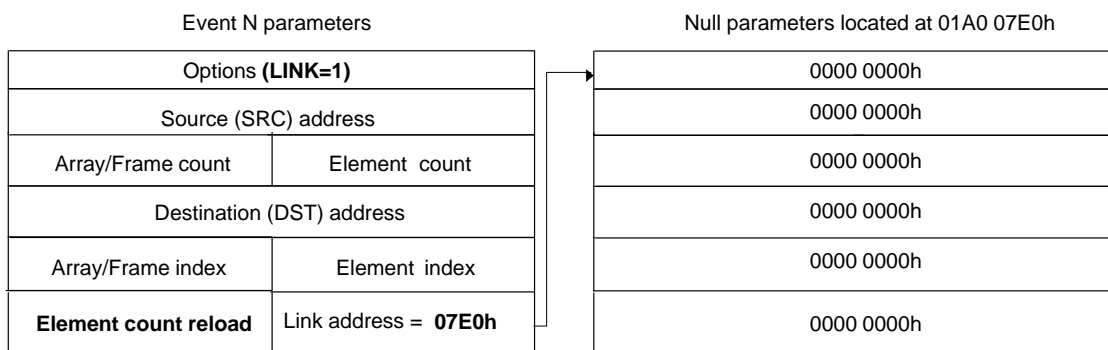 Event N parameters
Null parameters located at 01A0 07E0h
Options (LINK=1)
0000 0000h
Source (SRC) address
0000 0000h
Array/Frame count
Element count
0000 0000h
Destination (DST) address
0000 0000h
Array/Frame index
Element index
0000 0000h
Element count reload
Link address = 07E0h
0000 0000h